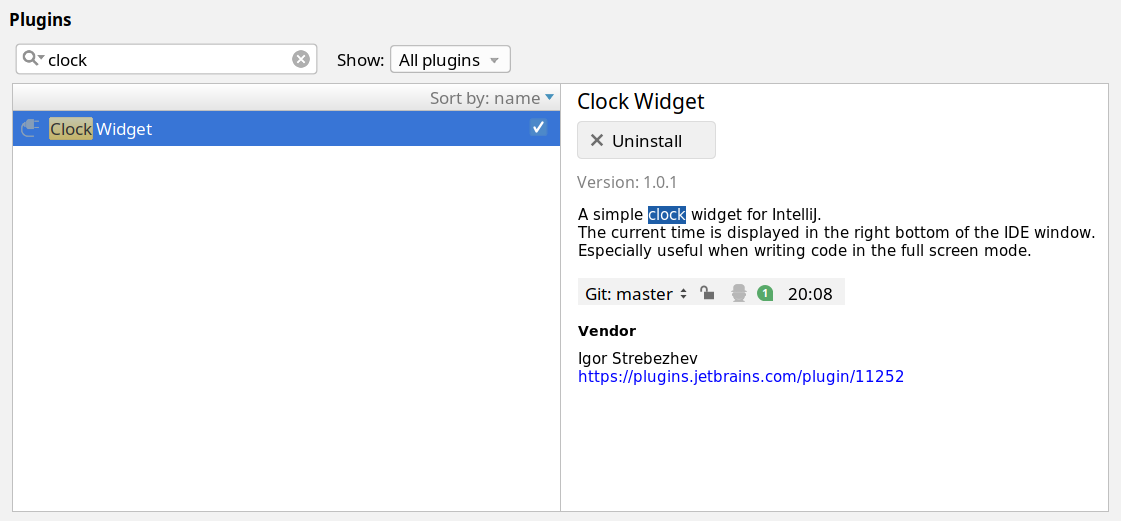 Plugins
clock
Show: All plugins
Sort by: name
Clock Widget
Clock Widget
Uninstall
Version: 1.0.1
A simple clock widget for IntelliJ.
The current time is displayed in the right bottom of the IDE window.
Especially useful when writing code in the full screen mode.
Git: master 1 20:08
Vendor
Igor Strebezhev
https://plugins.jetbrains.com/plugin/11252